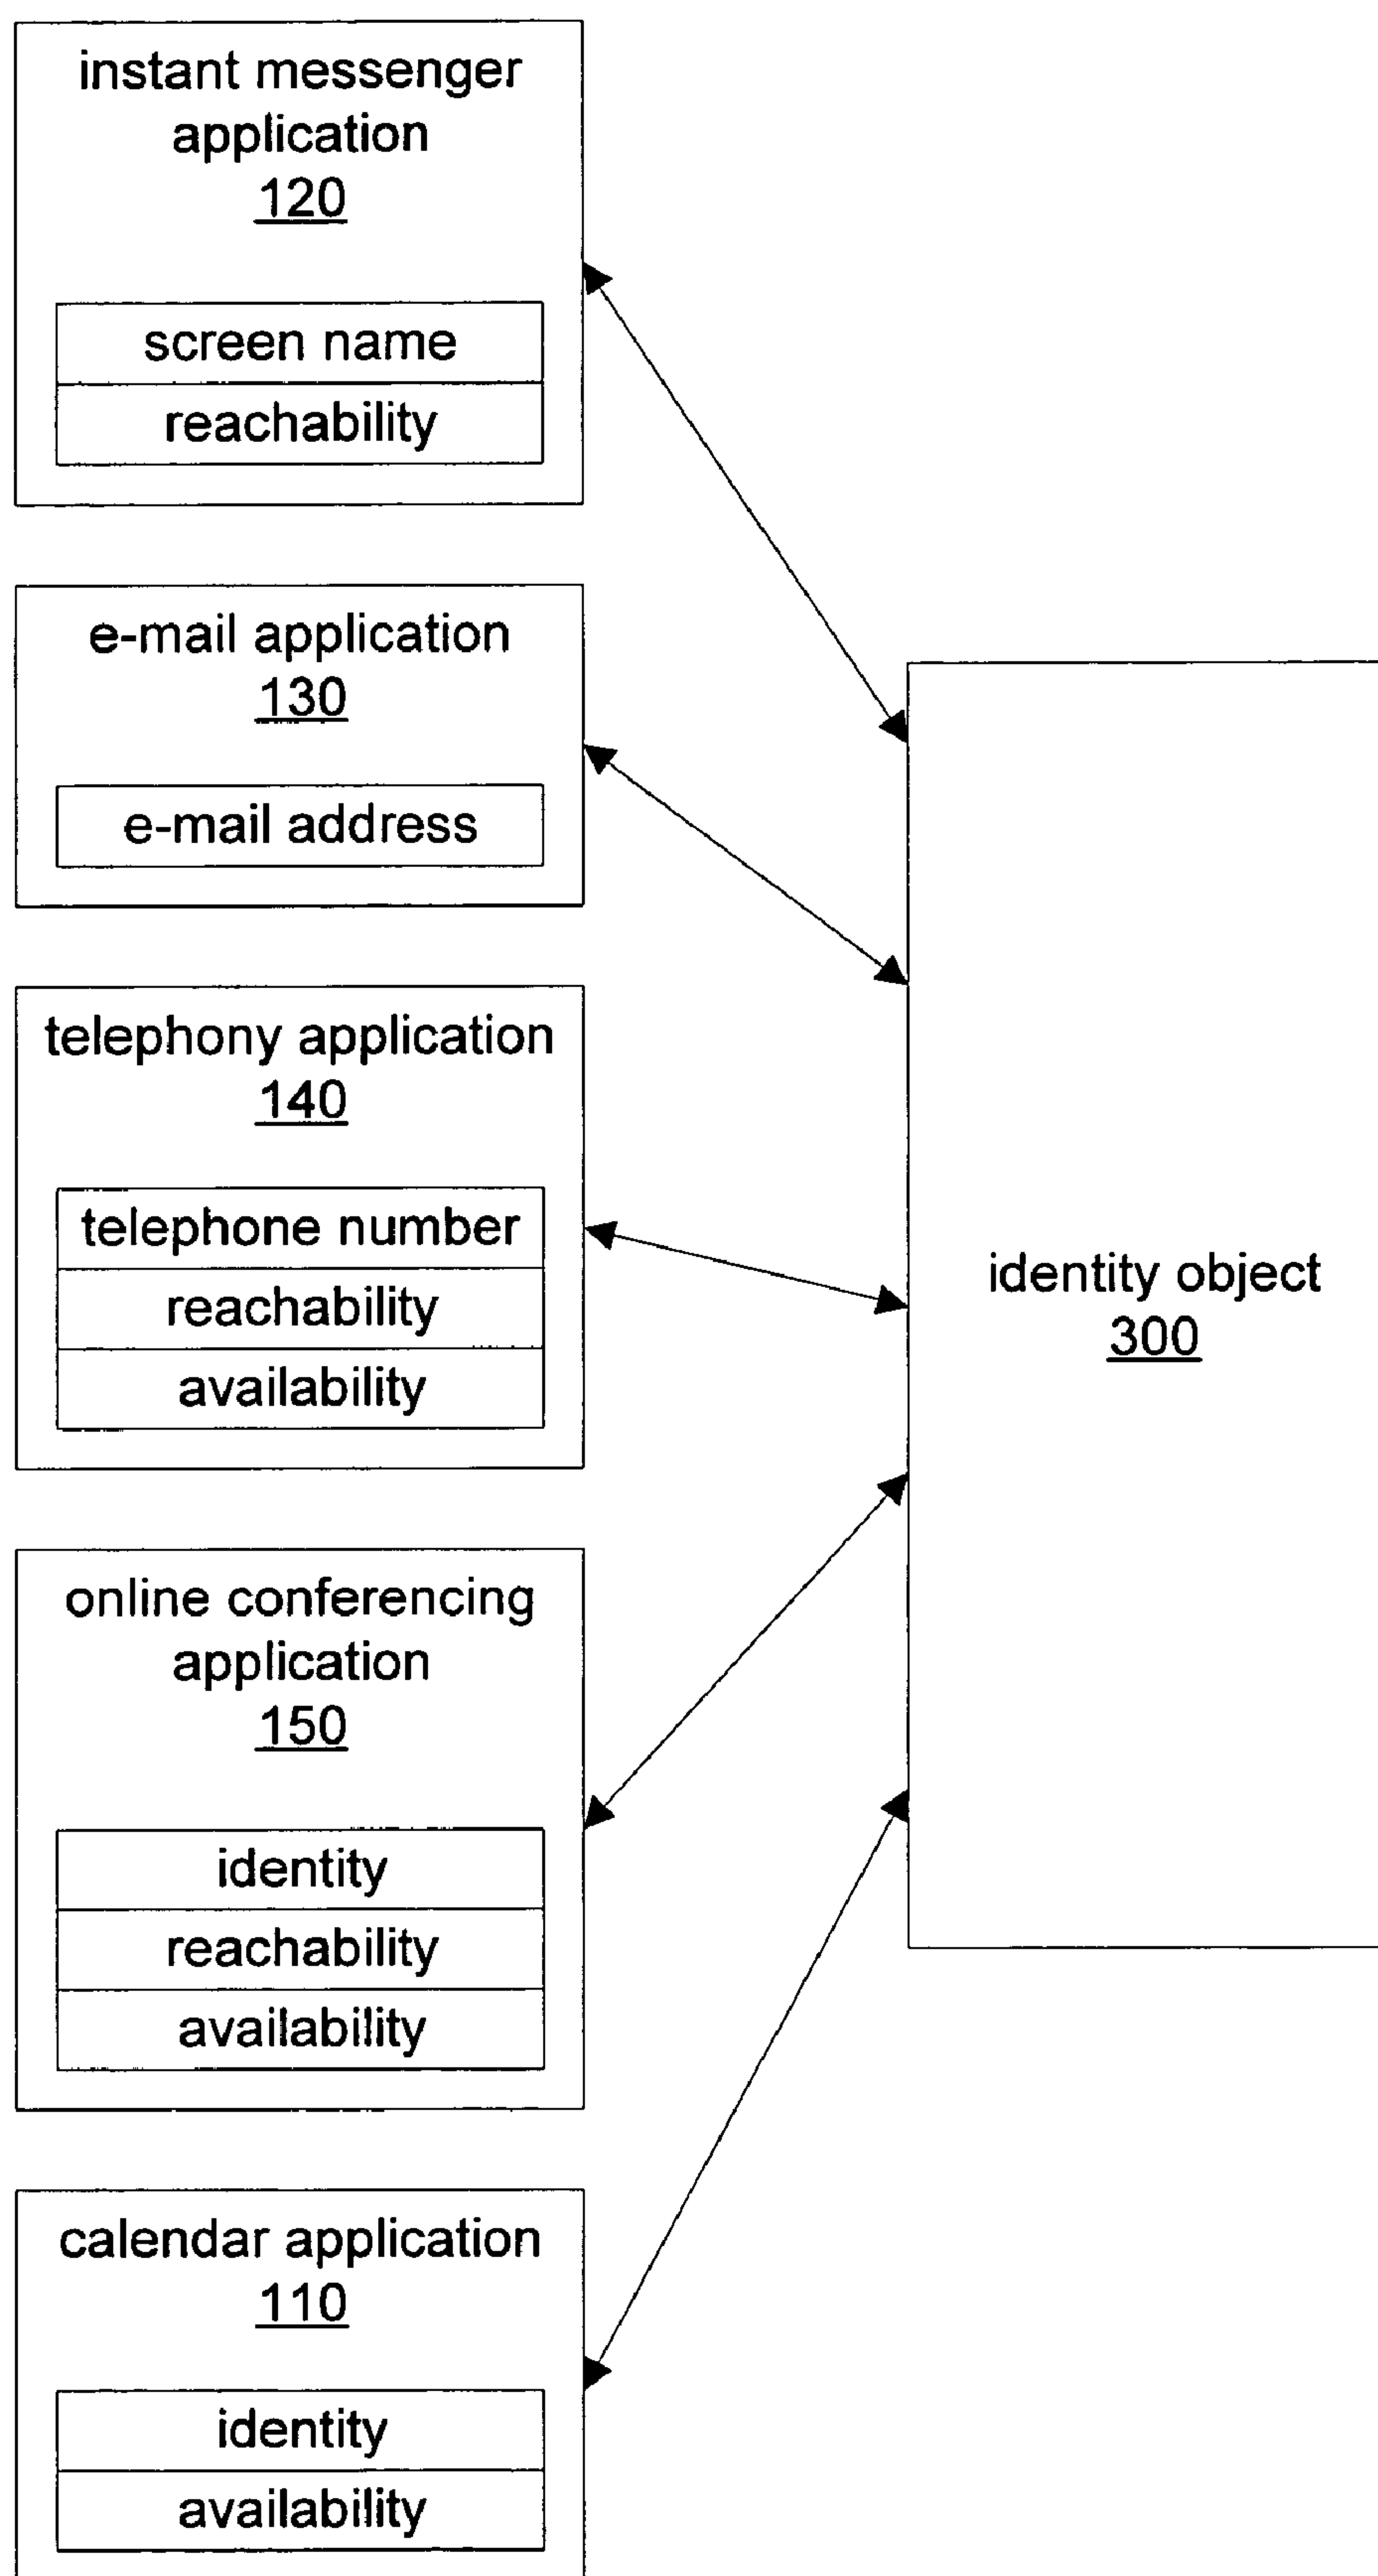 instant messenger
application
120
screen name
reachability
e-mail application
130
e-mail address
telephony application
140
telephone number
reachability
availability
identity object
300
online conferencing
application
150
identity
reachability
availability
calendar application
110
identity
availability